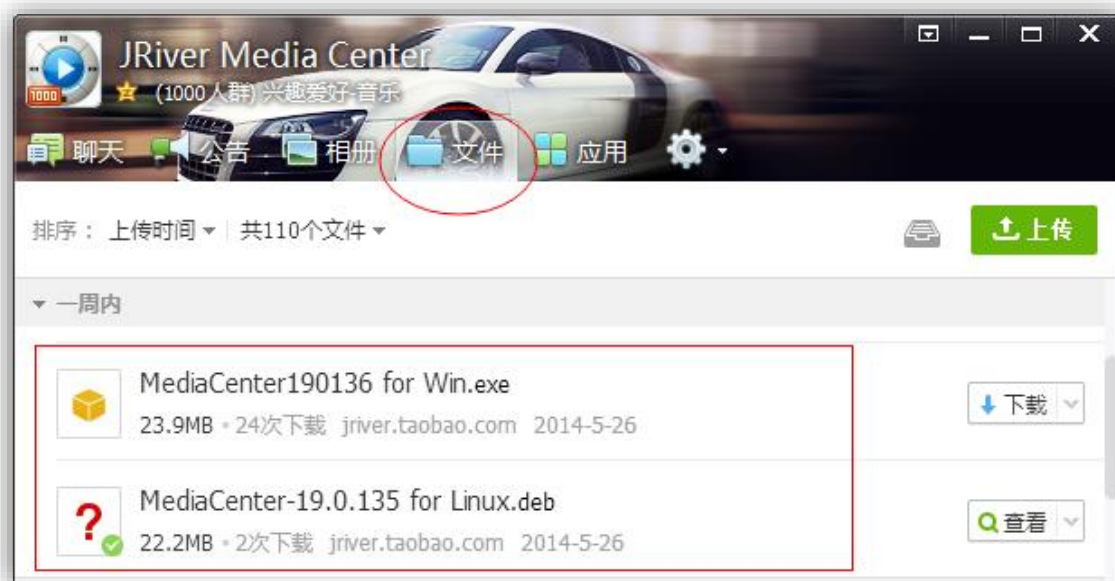 JRiver Media Center
1000
(1000人群) 兴趣爱好-音乐
聊天 公告 相册 文件 应用
排序： 上传时间 共110个文件 上传
一周内
MediaCenter190136 for Win.exe
23.9MB 24次下载 jriver.taobao.com 2014-5-26
下载
MediaCenter-19.0.135 for Linux.deb
22.2MB 2次下载 jriver.taobao.com 2014-5-26
查看